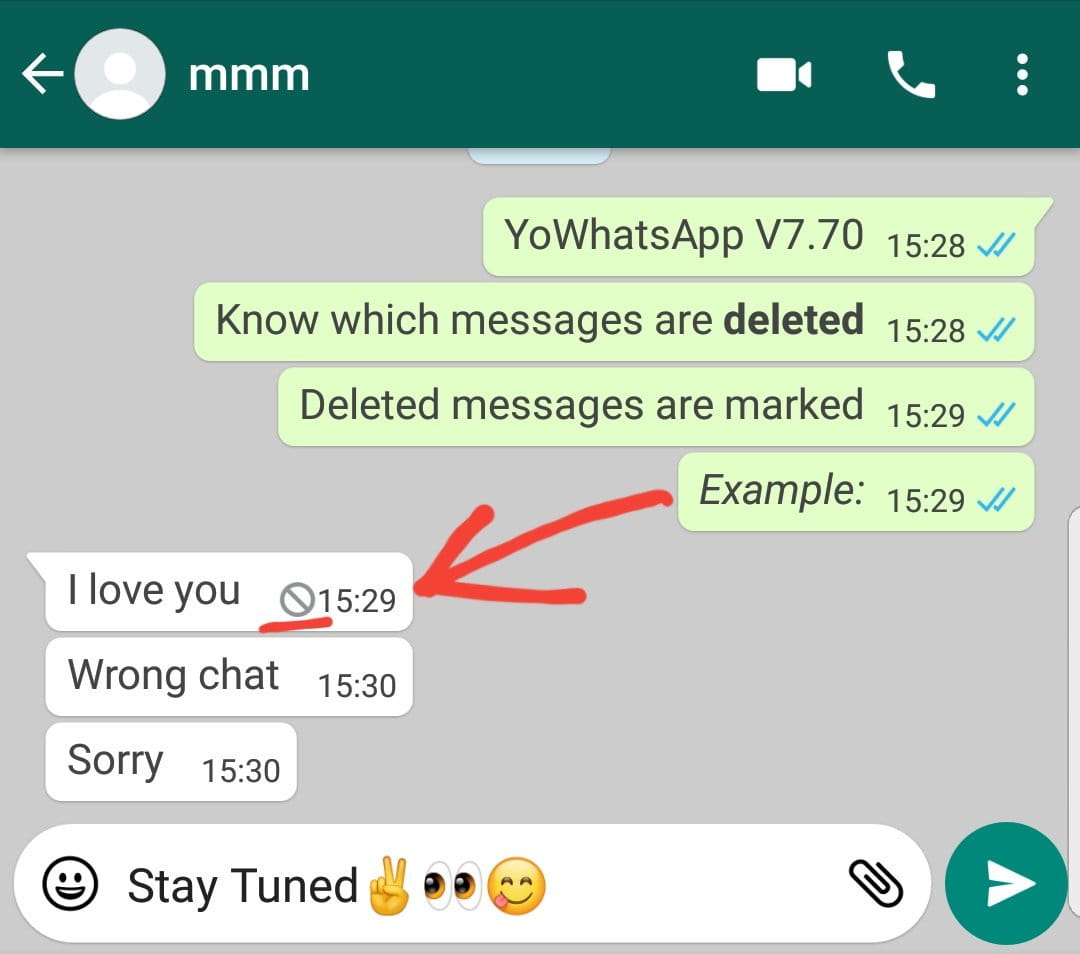 mmm
YoWhatsApp V7.70 15:28
Know which messages are deleted 15:28
Deleted messages are marked 15:29
Example: 15:29
I love you 15:29
Wrong chat 15:30
Sorry 15:30
Stay Tuned✌👀😋